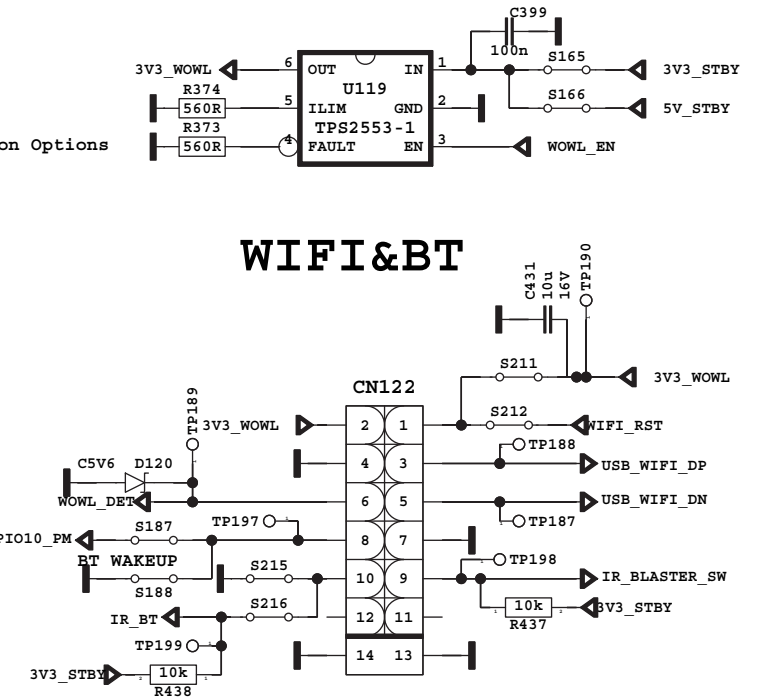 C399
100n
3V3_WOWL
6
OUT
IN
1
S165
3V3_STBY
U119
R374
560R
5
ILIM
GND
2
S166
5V_STBY
TPS2553-1
R373
on Options
560R
4
FAULT
EN
3
WOWL_EN
WIFI&BT
C431
10u
16V
TP190
S211
3V3_WOWL
CN122
TP189
3V3_WOWL
2
1
S212
WIFI_RST
TP188
C5V6
D120
4
3
USB_WIFI_DP
WOWL_DET
6
5
USB_WIFI_DN
TP187
TP197
S187
PIO10_PM
8
7
BT WAKEUP
S188
S215
10
9
TP198
IR_BLASTER_SW
S216
IR_BT
12
11
10k
3V3_STBY
R437
TP199
14
13
3V3_STBY
10k
R438